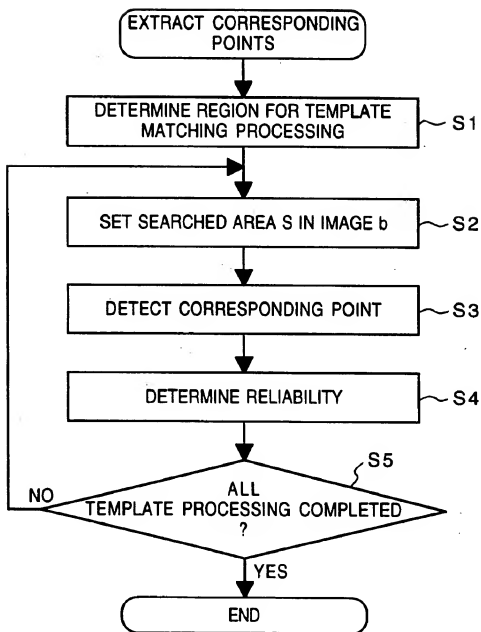 EXTRACT CORRESPONDING
POINTS
DETERMINE REGION FOR TEMPLATE
MATCHING PROCESSING
S1
SET SEARCHED AREA S IN IMAGE b
S2
DETECT CORRESPONDING POINT
S3
DETERMINE RELIABILITY
S4
S5
NO
ALL
TEMPLATE PROCESSING COMPLETED
?
YES
END